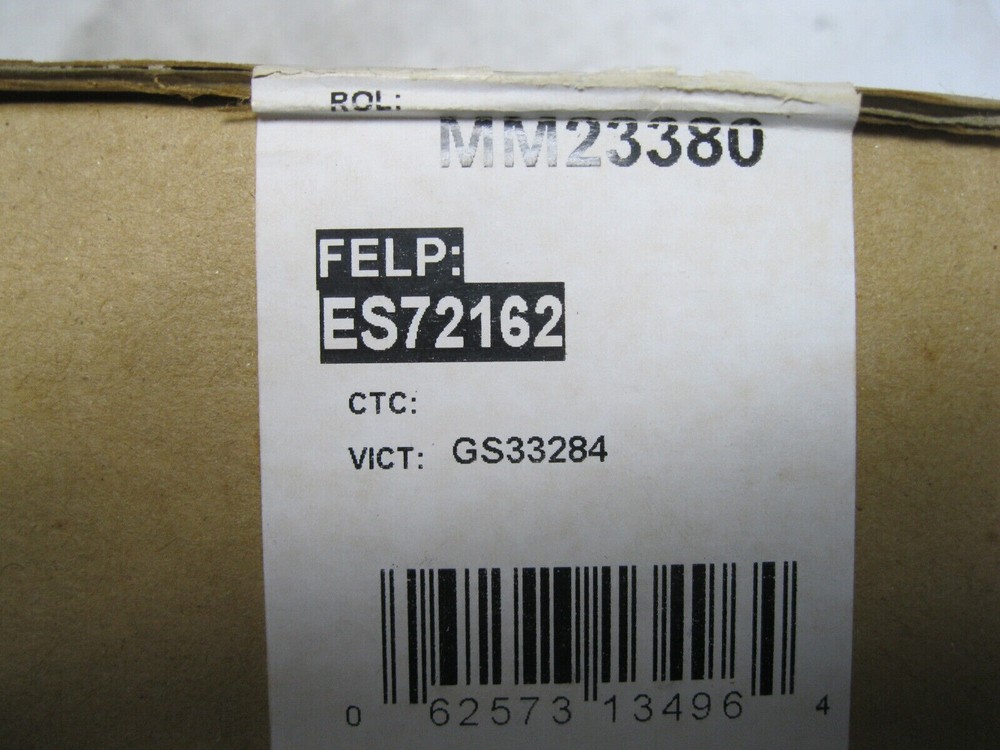 ROL:
MM23380
FELP:
ES72162
CTC:
VICT: GS33284
0 62573 13496 4